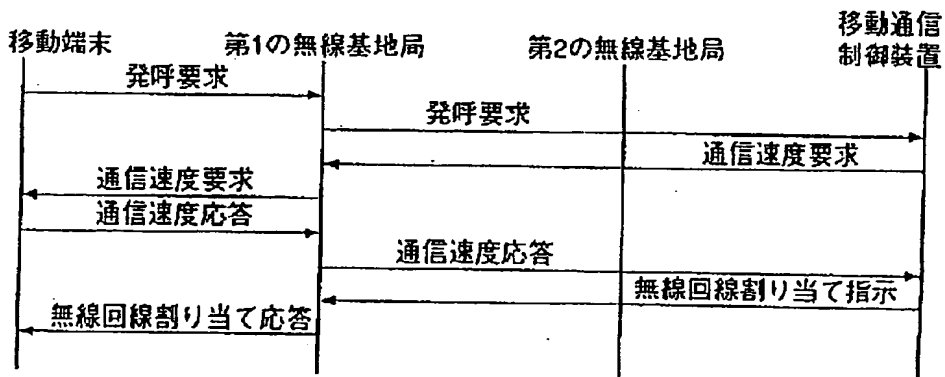 移動端末
第1の無線基地局
第2の無線基地局
移動通信
制御装置
発呼要求
発呼要求
通信速度要求
通信速度要求
通信速度応答
通信速度応答
無線回線割り当て指示
無線回線割り当て応答